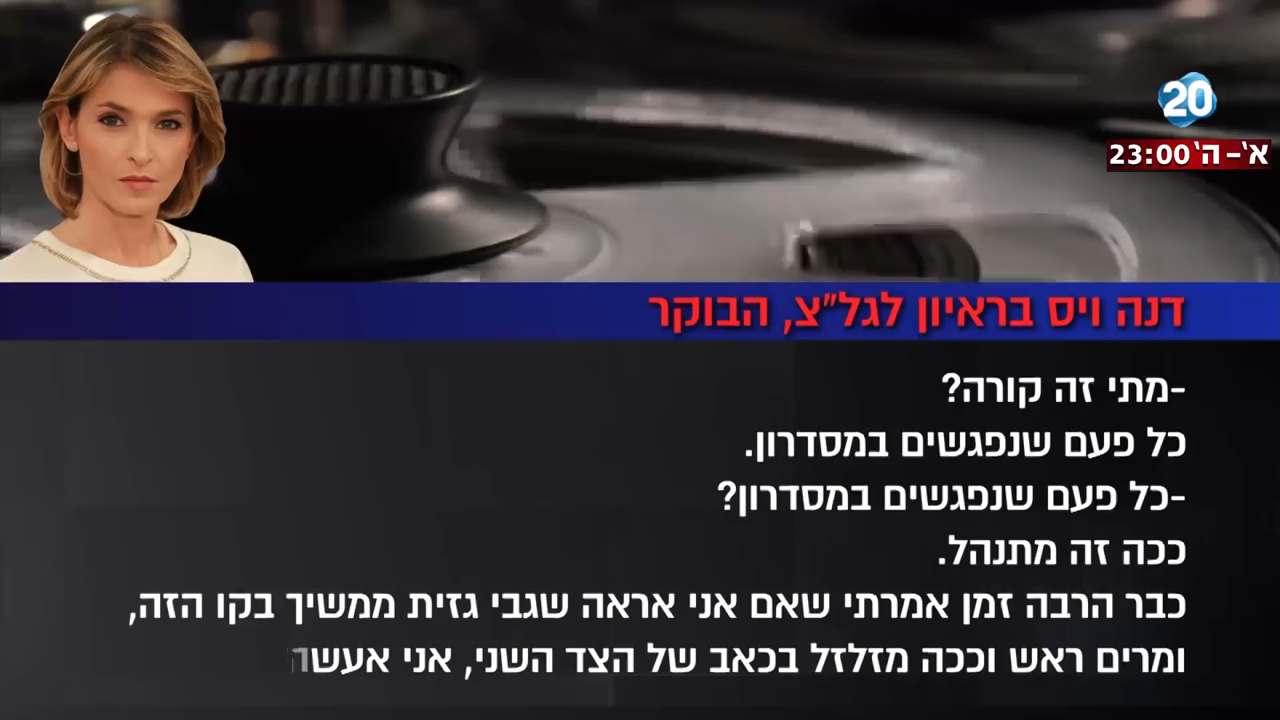 20
א'-ה' 23:00
דנה ויס בראיון לגל"צ, הבוקר
-מתי זה קורה?
כל פעם שנפגשים במסדרון.
-כל פעם שנפגשים במסדרון?
ככה זה מתנהל.
כבר הרבה זמן אמרתי שאם אני אראה שגבי גזית ממשיך בקו הזה,
ומרים ראש וככה מזלזל בכאב של הצד השני, אני אעשה